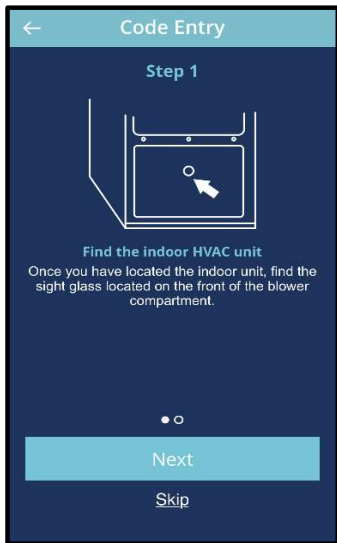 Code Entry
Step 1
Find the indoor HVAC unit
Once you have located the indoor unit, find the
sight glass located on the front of the blower
compartment.
Next
Skip